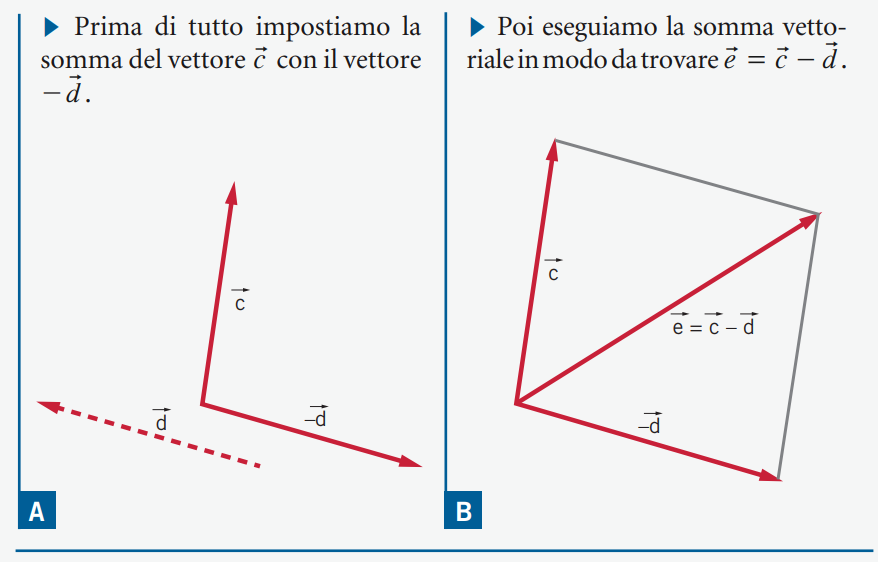 ▶ Prima di tutto impostiamo la
somma del vettore c⃗ con il vettore
−d⃗.
c⃗
d⃗
−d⃗
A
▶ Poi eseguiamo la somma vetto-
riale in modo da trovare e⃗ = c⃗ − d⃗.
c⃗
e⃗ = c⃗ − d⃗
−d⃗
B